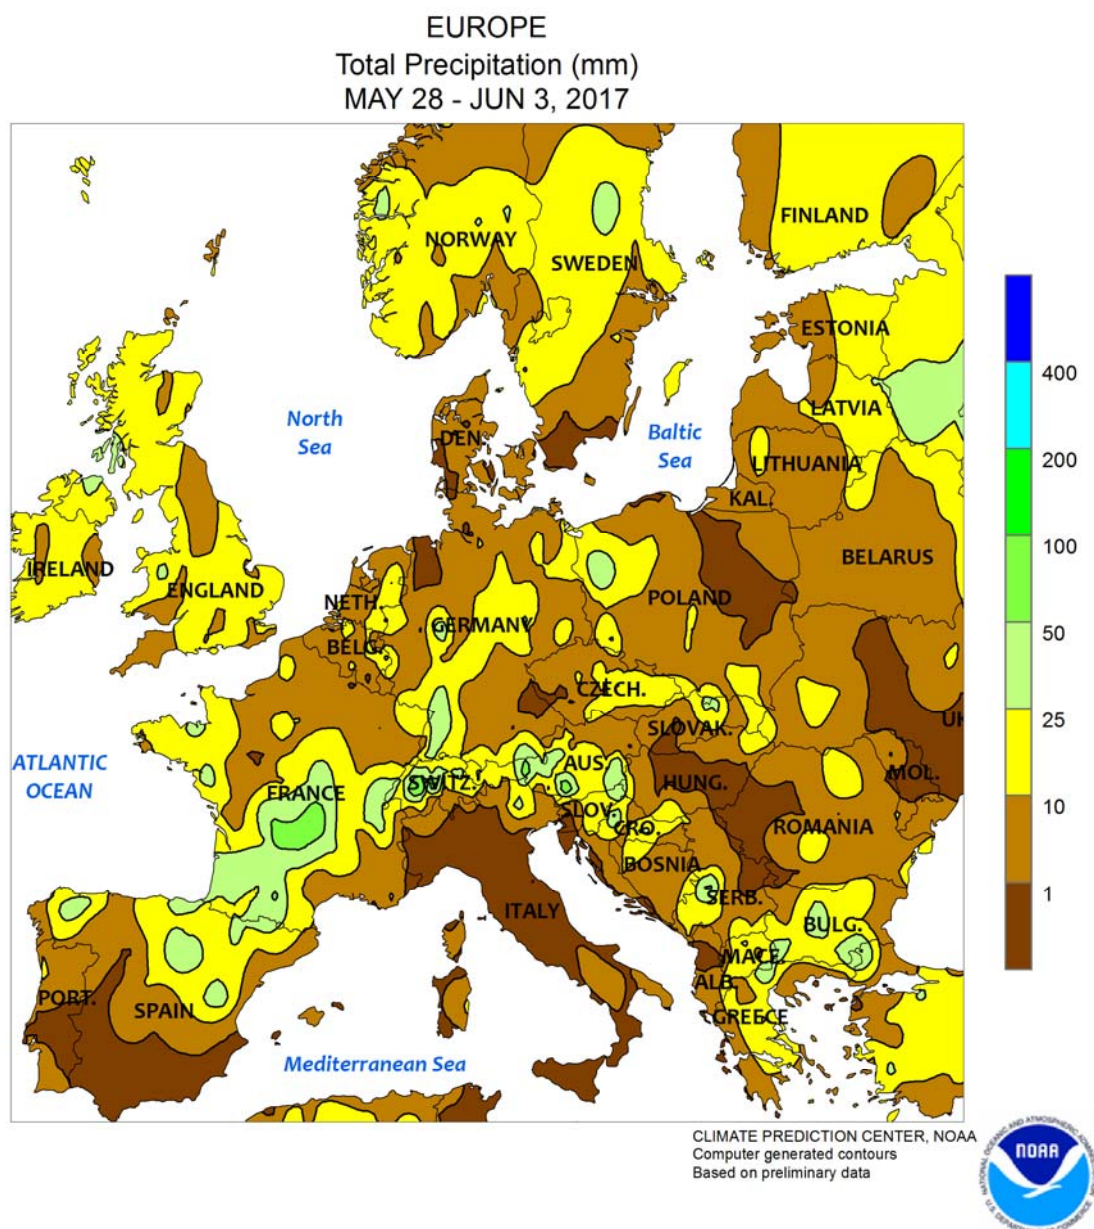 EUROPE
Total Precipitation (mm)
MAY 28 - JUN 3, 2017
FINLAND
NORWAY
SWEDEN
ESTONIA
400
North
Sea
LATVIA
Baltic
Sea
DEN.
200
LITHUANIA
KAL.
100
BELARUS
IRELAND
ENGLAND
NETH.
POLAND
GERMANY
BELG.
50
CZECH.
SLOVAK.
UK
25
ATLANTIC
OCEAN
AUS.
MOL.
SWITZ.
HUNG.
FRANCE
10
SLOV.
CRO.
ROMANIA
BOSNIA
1
SERB.
ITALY
BULG.
MACE.
ALB.
PORT.
SPAIN
GREECE
Mediterranean Sea
CLIMATE PREDICTION CENTER, NOAA
Computer generated contours
Based on preliminary data
NOAA